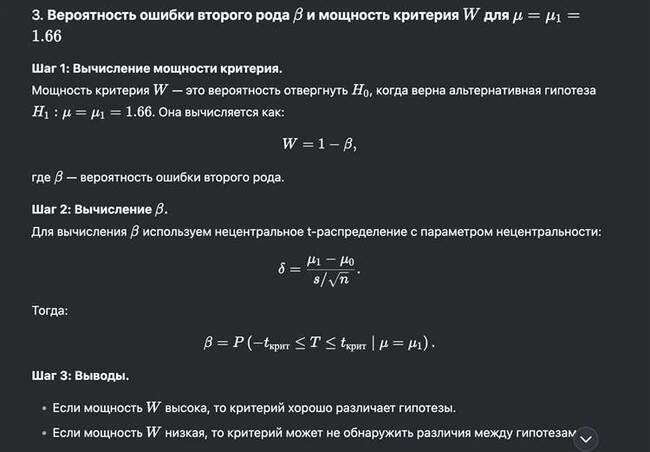 3. Вероятность ошибки второго рода β и мощность критерия W для μ = μ₁ =
1.66
Шаг 1: Вычисление мощности критерия.
Мощность критерия W — это вероятность отвергнуть H₀, когда верна альтернативная гипотеза
H₁ : μ = μ₁ = 1.66. Она вычисляется как:
W = 1 − β,
где β — вероятность ошибки второго рода.
Шаг 2: Вычисление β.
Для вычисления β используем нецентральное t-распределение с параметром нецентральности:
δ = (μ₁ − μ₀) / (s/√n).
Тогда:
β = P (−t_крит ≤ T ≤ t_крит | μ = μ₁) .
Шаг 3: Выводы.
• Если мощность W высока, то критерий хорошо различает гипотезы.
• Если мощность W низкая, то критерий может не обнаружить различия между гипотезам